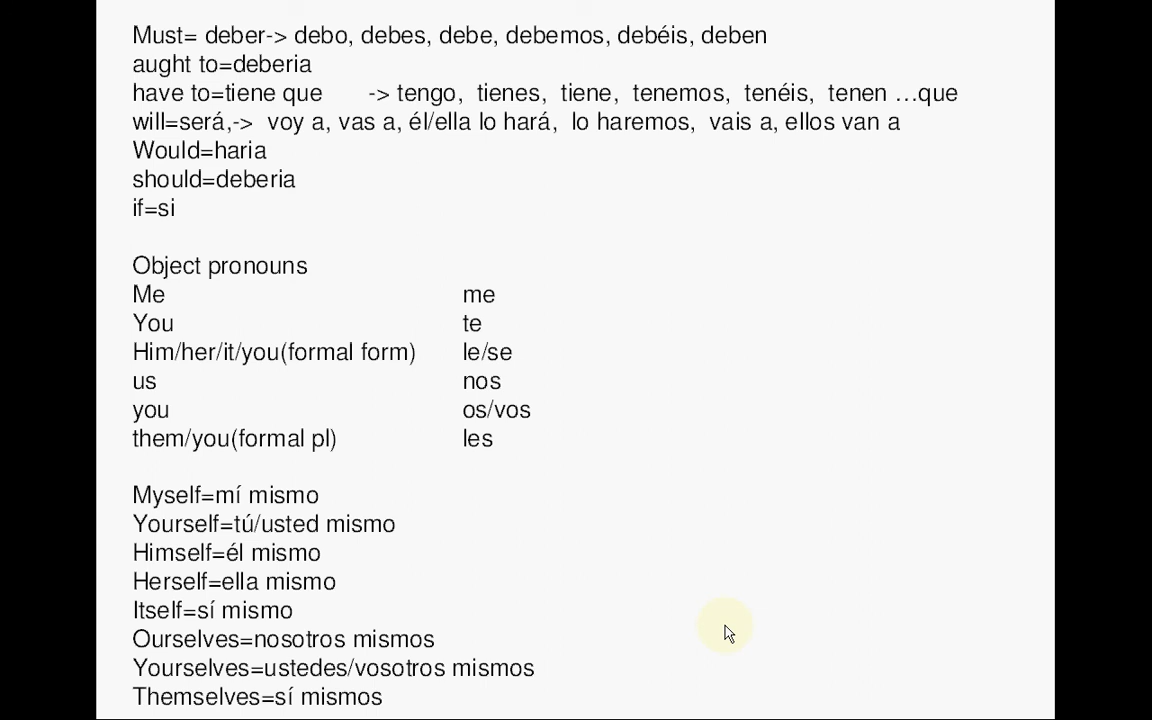 Must= deber-> debo, debes, debe, debemos, debéis, deben
aught to=deberia
have to=tiene que -> tengo, tienes, tiene, tenemos, tenéis, tenen ...que
will=será,-> voy a, vas a, él/ella lo hará, lo haremos, vais a, ellos van a
Would=haria
should=deberia
if=si
Object pronouns
Me me
You te
Him/her/it/you(formal form) le/se
us nos
you os/vos
them/you(formal pl) les
Myself=mí mismo
Yourself=tú/usted mismo
Himself=él mismo
Herself=ella mismo
Itself=sí mismo
Ourselves=nosotros mismos
Yourselves=ustedes/vosotros mismos
Themselves=sí mismos